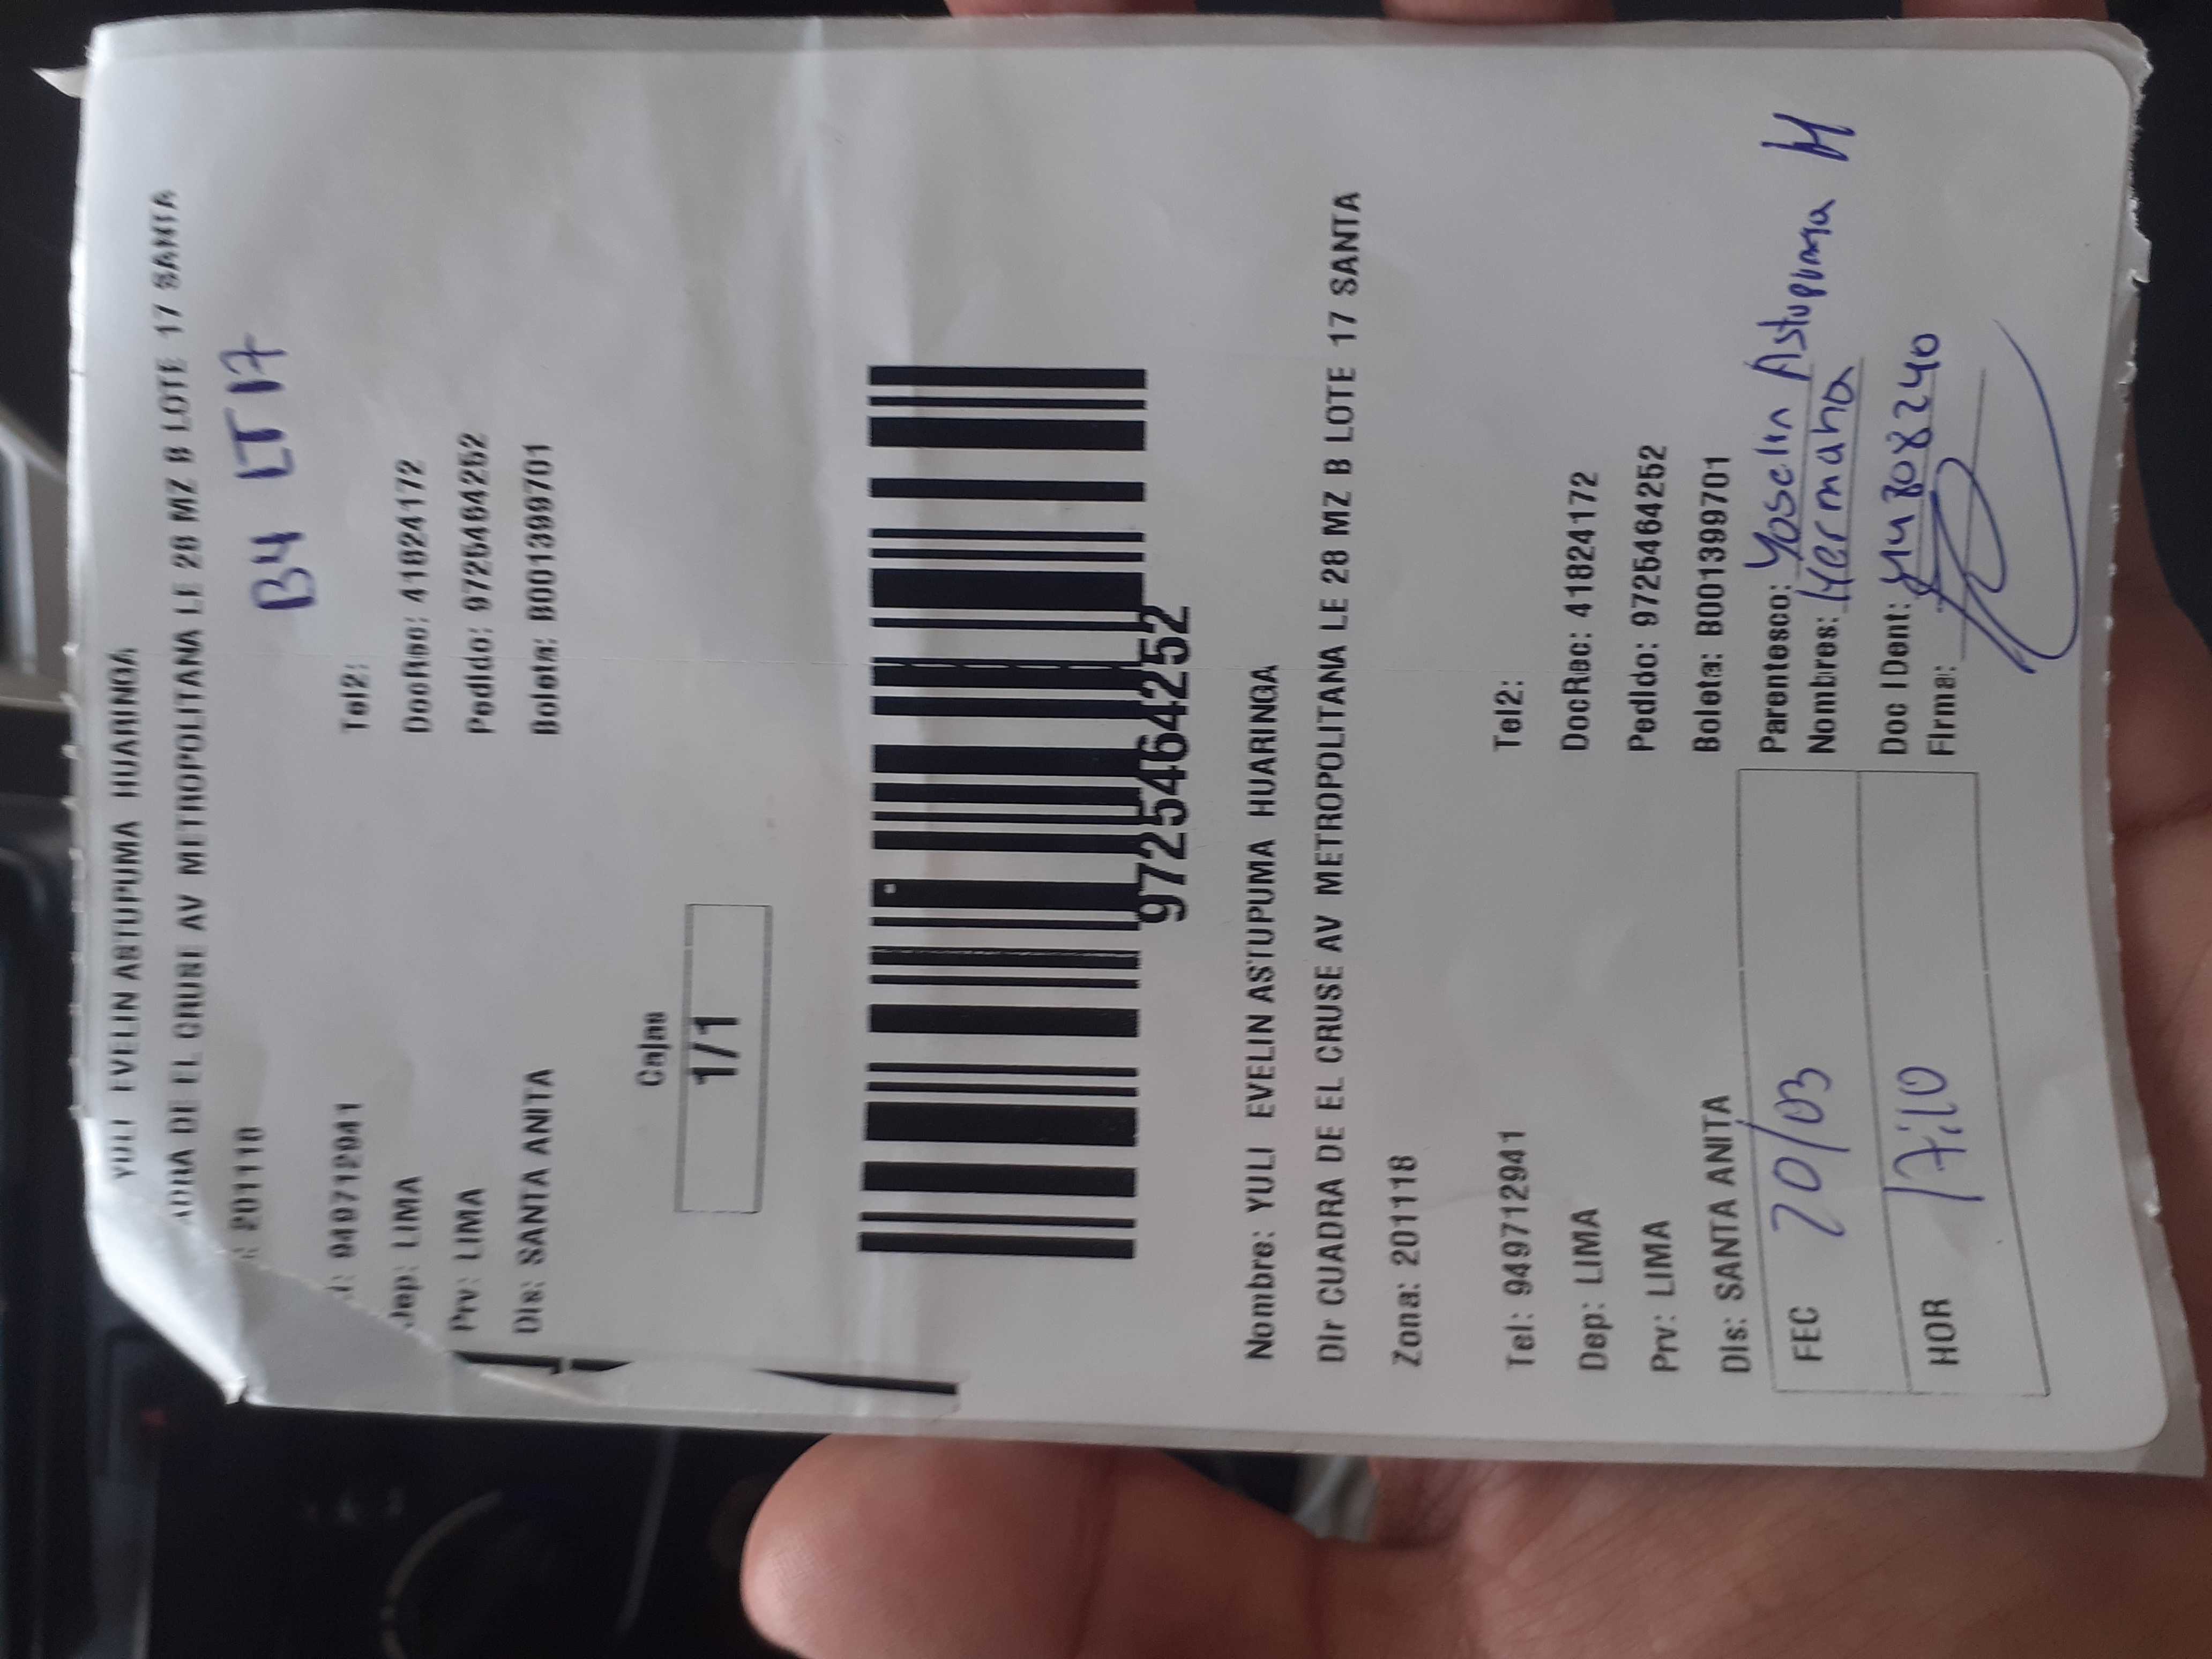 YULI EVELIN ASTUPUMA HUARINGA
ADRA DE EL CRUSE AV METROPOLITANA LE 28 MZ B LOTE 17 SANTA
: 201118
B4 LT17
l: 949712941
Tel2:
Dep: LIMA
DocRec: 41824172
Prv: LIMA
Pedido: 9725464252
Dis: SANTA ANITA
Boleta: B001399701
Cajas
1/1
9725464252
Nombre: YULI EVELIN ASTUPUMA HUARINGA
Dir CUADRA DE EL CRUSE AV METROPOLITANA LE 28 MZ B LOTE 17 SANTA
Zona: 201118
Tel: 949712941
Tel2:
Dep: LIMA
DocRec: 41824172
Prv: LIMA
Pedido: 9725464252
Dis: SANTA ANITA
Boleta: B001399701
FEC 20/03
Parentesco: Yoselin Astupuma H
Nombres: Hermana
HOR 17:10
Doc IDent:
Firma: